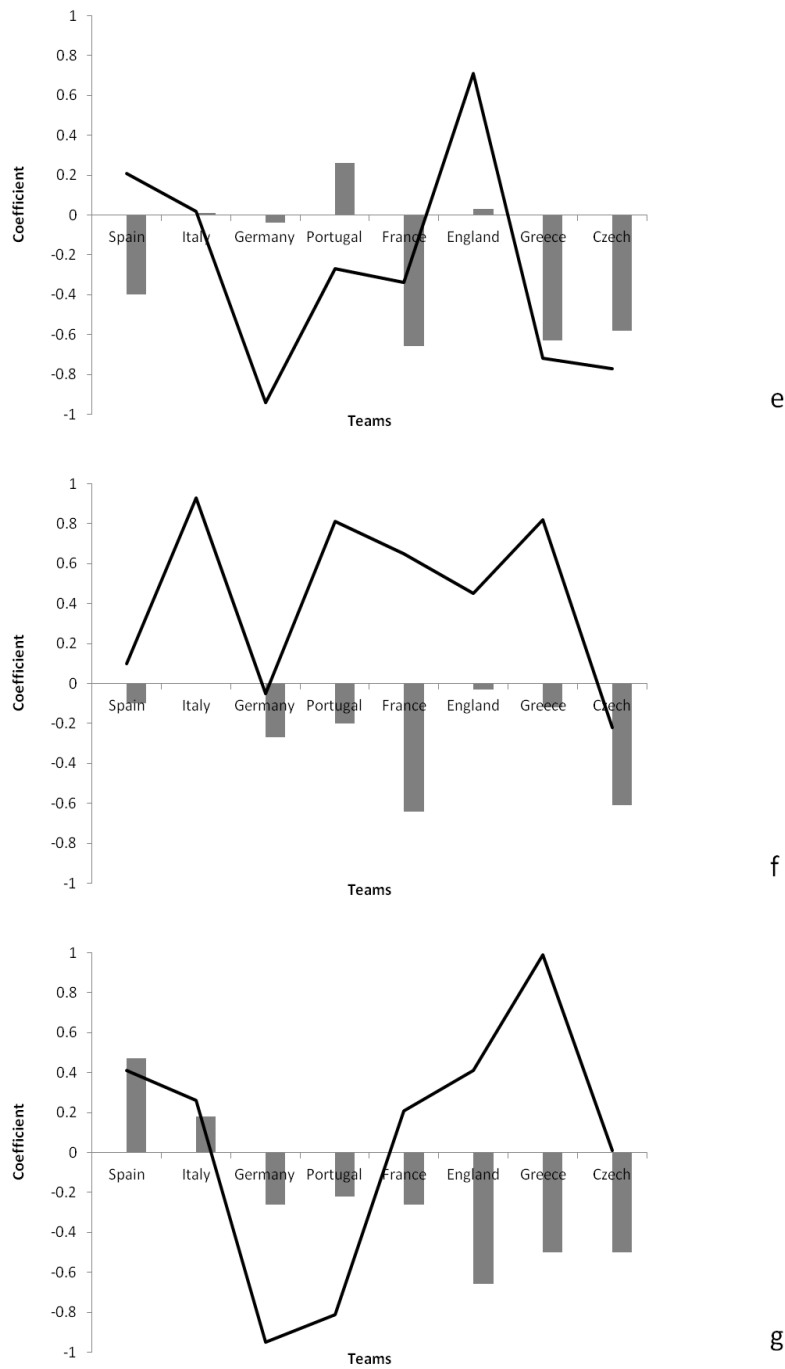 1
0.8
0.6
0.4
0.2
0
-0.2
-0.4
-0.6
-0.8
-1
Coefficient
Spain Italy Germany Portugal France England Greece Czech
Teams
e
1
0.8
0.6
0.4
0.2
0
-0.2
-0.4
-0.6
-0.8
-1
Coefficient
Spain Italy Germany Portugal France England Greece Czech
Teams
f
1
0.8
0.6
0.4
0.2
0
-0.2
-0.4
-0.6
-0.8
-1
Coefficient
Spain Italy Germany Portugal France England Greece Czech
Teams
g